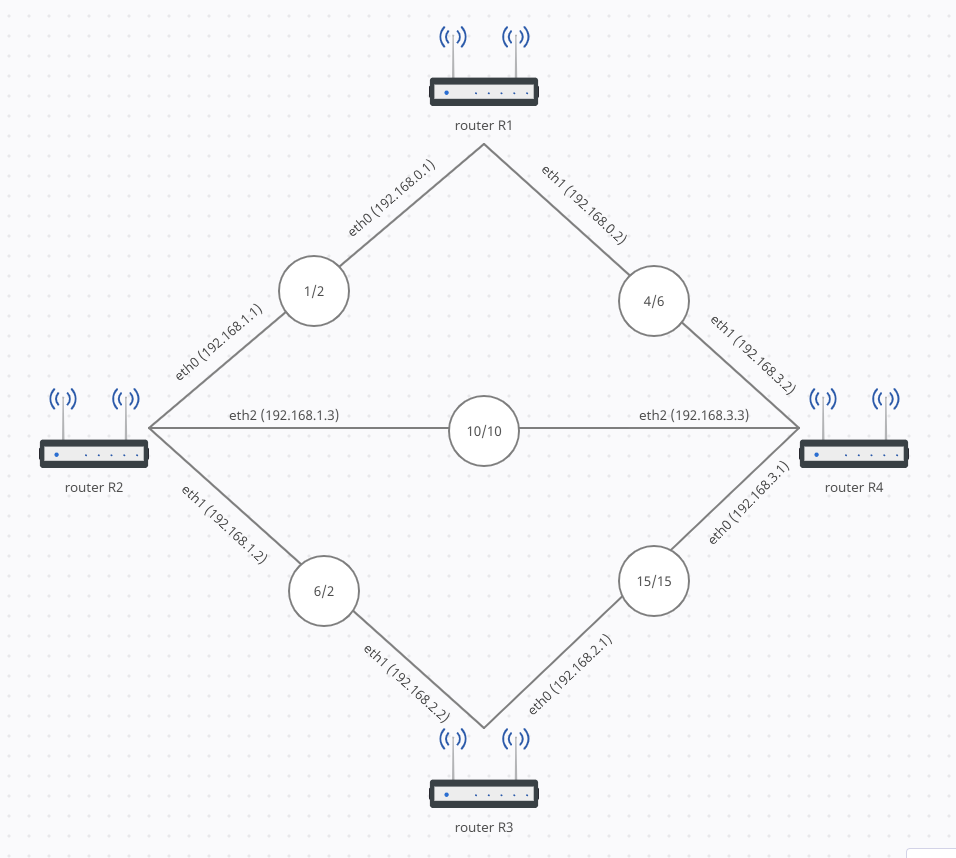 router R1
eth0 (192.168.0.1)
eth1 (192.168.0.2)
1/2
4/6
eth0 (192.168.1.1)
eth1 (192.168.3.2)
eth2 (192.168.1.3)
10/10
eth2 (192.168.3.3)
router R2
router R4
eth1 (192.168.1.2)
eth0 (192.168.3.1)
6/2
15/15
eth1 (192.168.2.2)
eth0 (192.168.2.1)
router R3